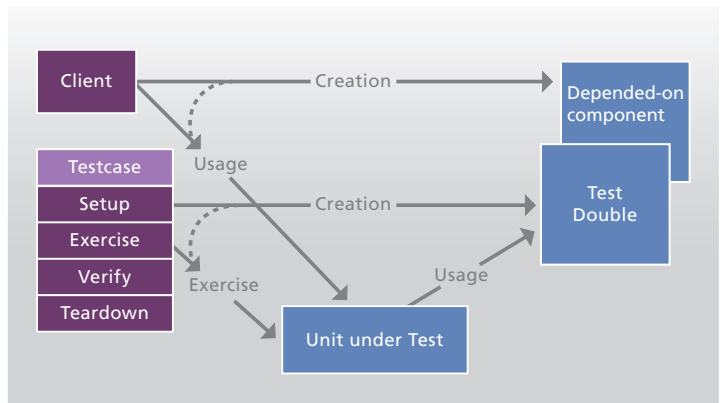 Client
Creation
Depended-on
component
Usage
Testcase
Setup
Exercise
Verify
Teardown
Creation
Test
Double
Exercise
Usage
Unit under Test